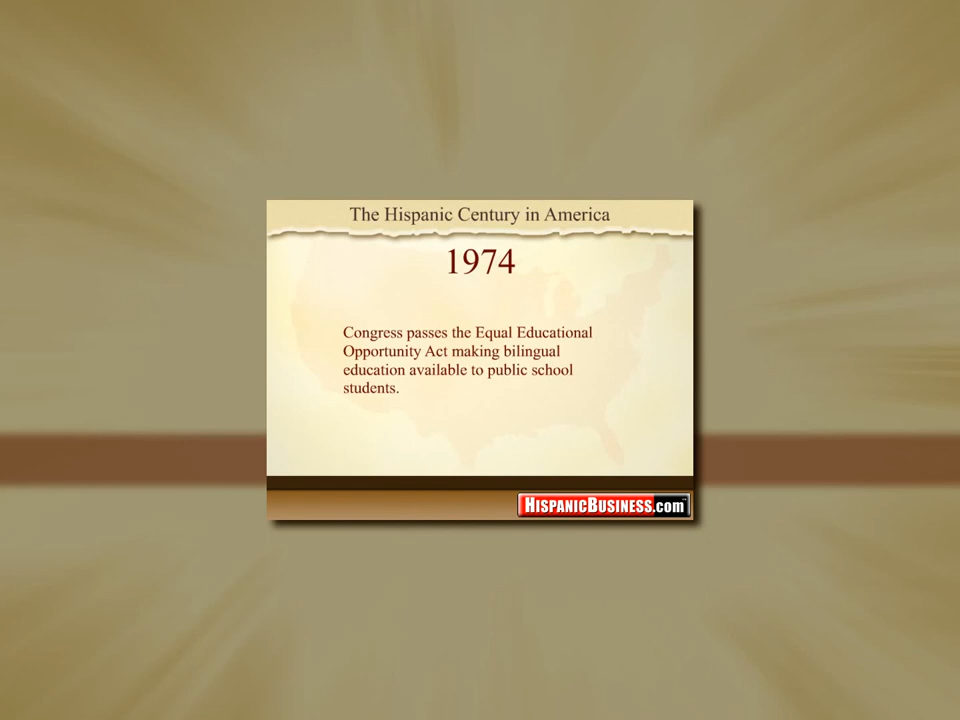 The Hispanic Century in America
1974
Congress passes the Equal Educational
Opportunity Act making bilingual
education available to public school
students.
HISPANICBUSINESS.com™